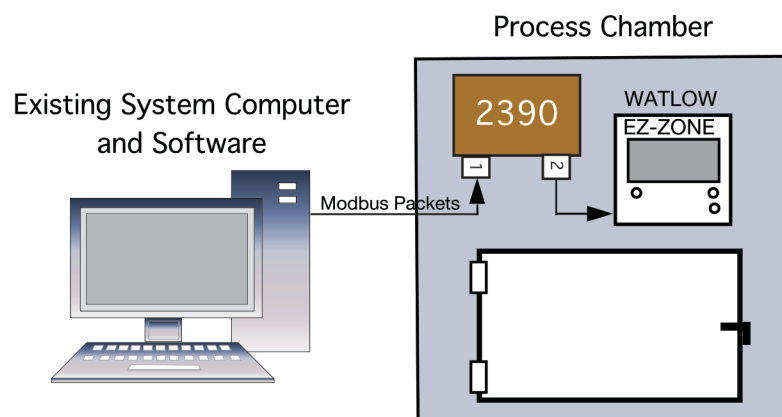 Process Chamber
Existing System Computer
and Software
2390
1
2
WATLOW
EZ-ZONE
Modbus Packets